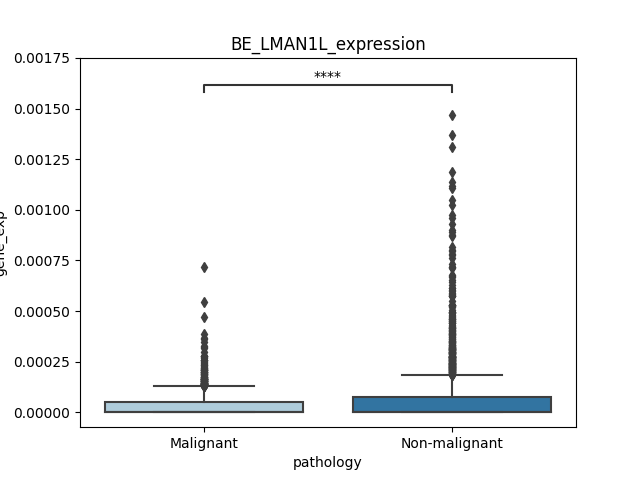 BE_LMAN1L_expression
0.00175
0.00150
0.00125
0.00100
0.00075
0.00050
0.00025
0.00000
gene_exp
****
Malignant
Non-malignant
pathology